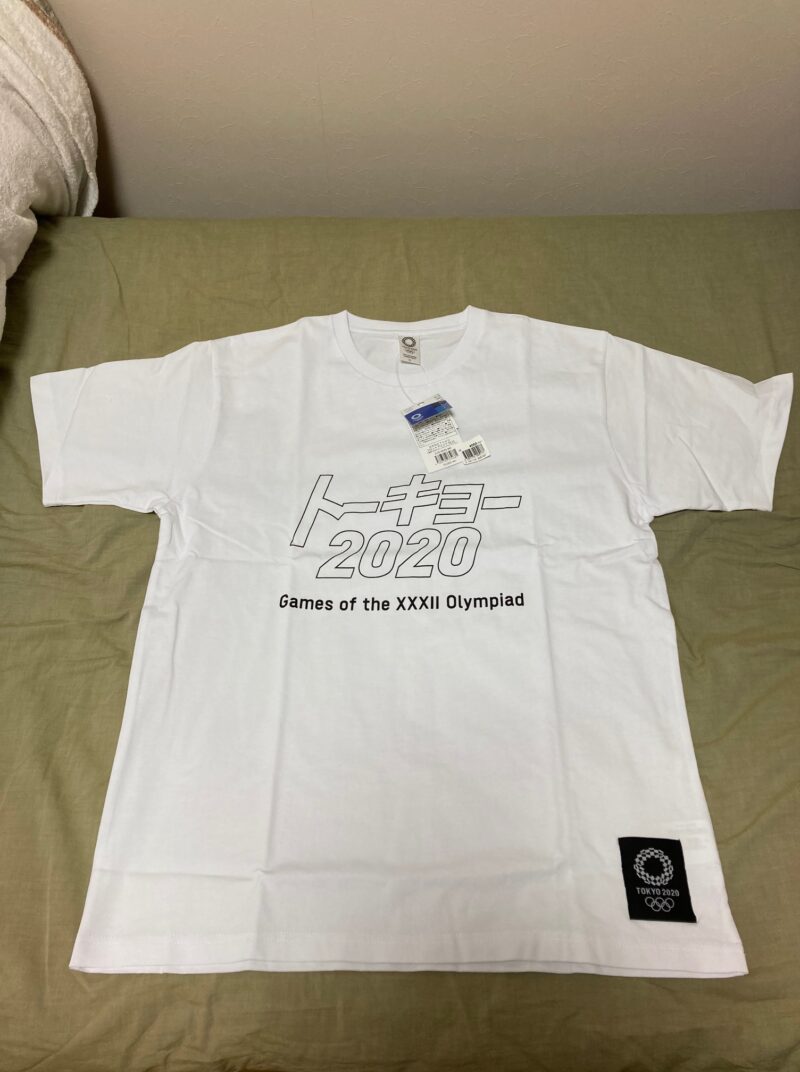 トーキョー
2020
Games of the XXXII Olympiad
TOKYO 2020